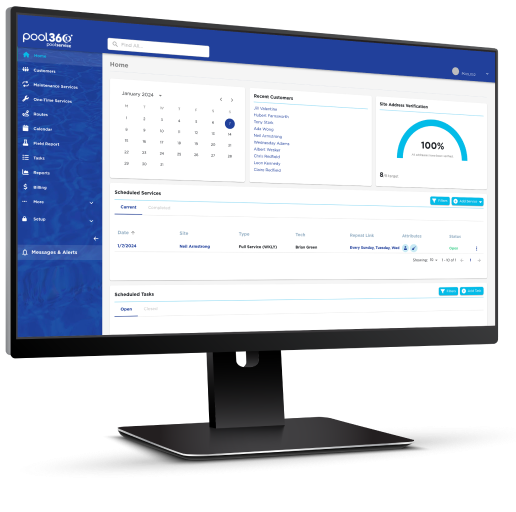 pool360
poolservice
Find All...
POOL360
Home
Customers
Maintenance Services
One-Time Services
Routes
Calendar
Field Report
Tasks
Reports
Billing
More
Setup
Messages & Alerts
Home
January 2024
1 2 3 4 5 6 7
8 9 10 11 12 13 14
15 16 17 18 19 20 21
22 23 24 25 26 27 28
29 30 31
Recent Customers
Jill Valentine
Hubert Farnsworth
Tony Stark
Ada Wong
Neil Armstrong
Wednesday Adams
Albert Wesker
Chris Redfield
Leon Kennedy
Claire Redfield
Site Address Verification
100%
Scheduled Services
Filters
Add Service
Current
Completed
Date Site Type Tech Repeat Link Attributes Status
1/7/2024 Neil Armstrong Full Service (WKLY) Brian Green Every Sunday, Tuesday, Wed Open
Showing 10
Scheduled Tasks
Filters
Add Task
Open
Closed